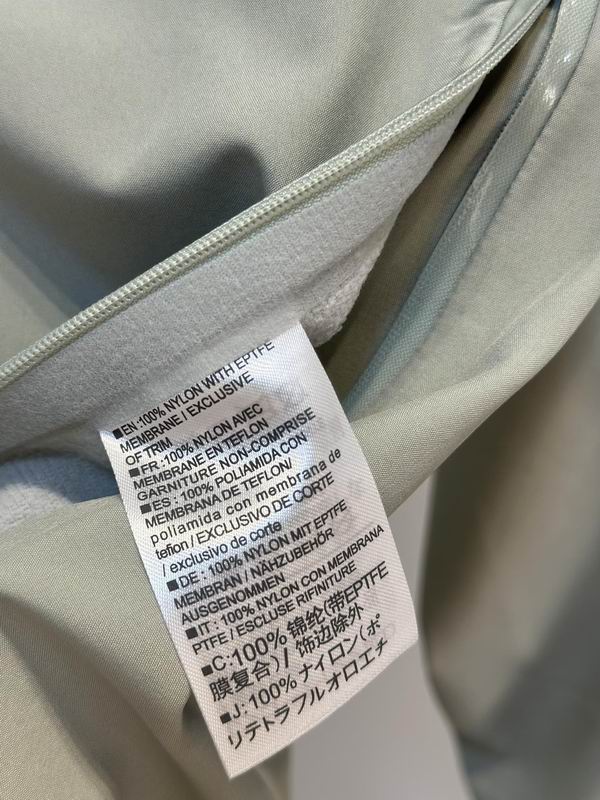 ■EN:100% NYLON WITH EPTFE
MEMBRANE / EXCLUSIVE
OF TRIM
■FR:100% NYLON AVEC
MEMBRANE EN TEFLON
GARNITURE NON-COMPRISE
■ES:100% POLIAMIDA CON
MEMBRANA DE TEFLON/
poliamida con membrana de
teflon/EXCLUSIVO DE CORTE
/ exclusivo de corte
■DE:100% NYLON MIT EPTFE
MEMBRAN / NÄHZUBEHÖR
AUSGENOMMEN
■IT:100% NYLON CON MEMBRANA
PTFE / ESCLUSE RIFINITURE
■C:100%锦纶(带EPTFE
膜复合)/饰边除外
■J:100%ナイロン(ポ
リテトラフルオロエチ